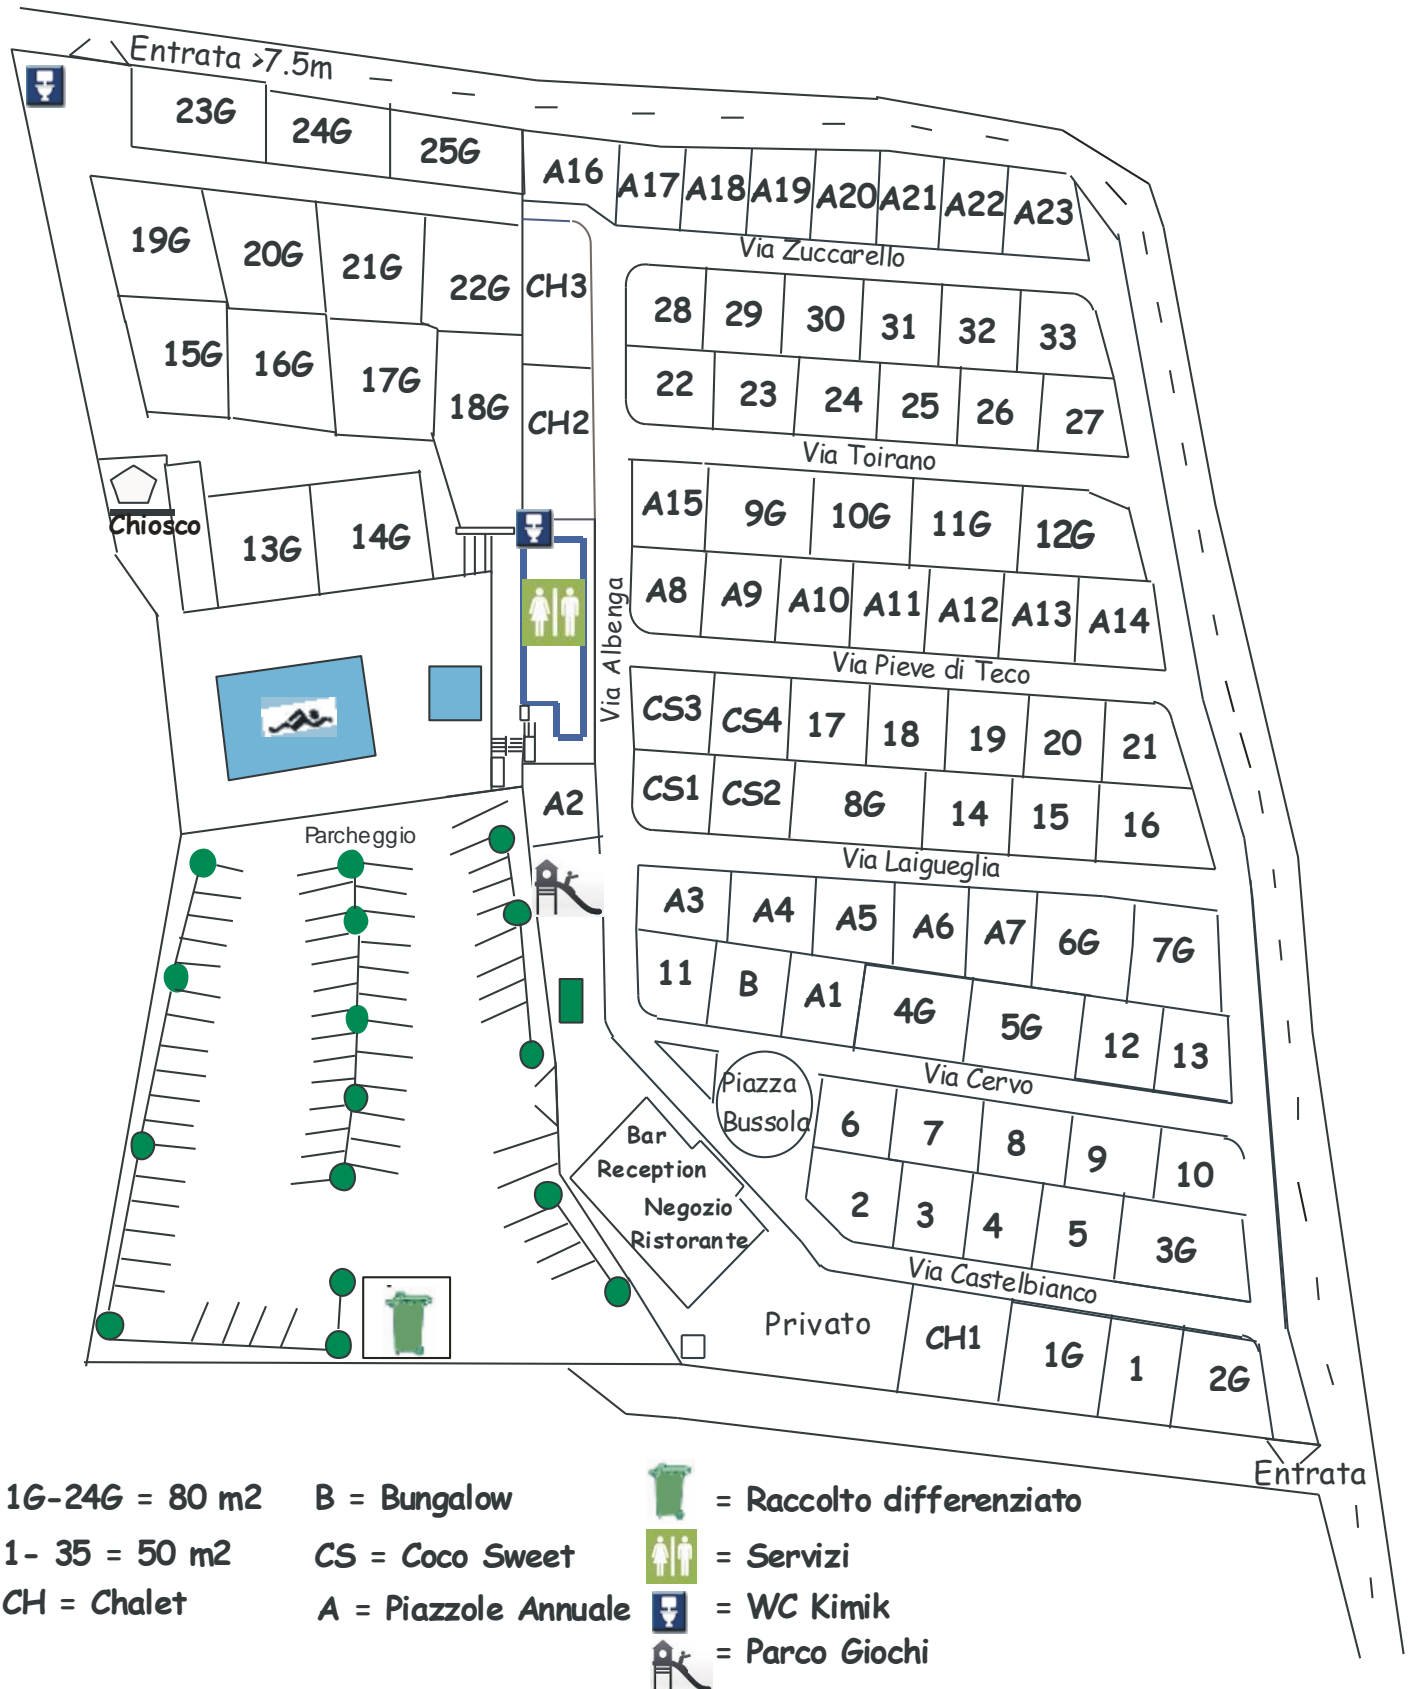 Entrata >7.5m
23G
24G
25G
A16
A17
A18
A19
A20
A21
A22
A23
Via Zuccarello
19G
20G
21G
22G
CH3
28
29
30
31
32
33
15G
16G
17G
18G
CH2
22
23
24
25
26
27
Via Toirano
Chiosco
13G
14G
A15
9G
10G
11G
12G
A8
A9
A10
A11
A12
A13
A14
Via Albenga
Via Pieve di Teco
CS3
CS4
17
18
19
20
21
CS1
CS2
8G
14
15
16
A2
Parcheggio
Via Laigueglia
A3
A4
A5
A6
A7
6G
7G
11
B
A1
4G
5G
12
13
Via Cervo
Piazza
Bussola
6
7
8
9
10
Bar
Reception
Negozio
Ristorante
2
3
4
5
3G
Via Castelbianco
Privato
CH1
1G
1
2G
Entrata
1G-24G = 80 m2
B = Bungalow
= Raccolto differenziato
1- 35 = 50 m2
CS = Coco Sweet
= Servizi
CH = Chalet
A = Piazzole Annuale
= WC Kimik
= Parco Giochi